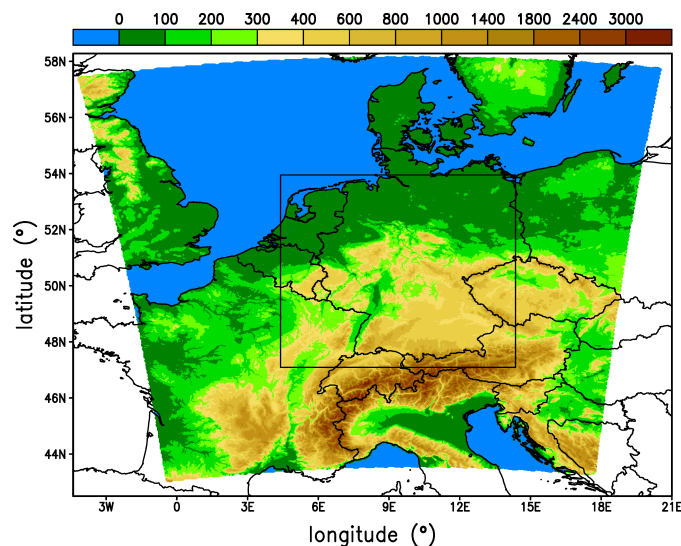 0 100 200 300 400 600 800 1000 1400 1800 2400 3000
58N
56N
54N
52N
50N
48N
46N
44N
latitude (°)
3W 0 3E 6E 9E 12E 15E 18E 21E
longitude (°)